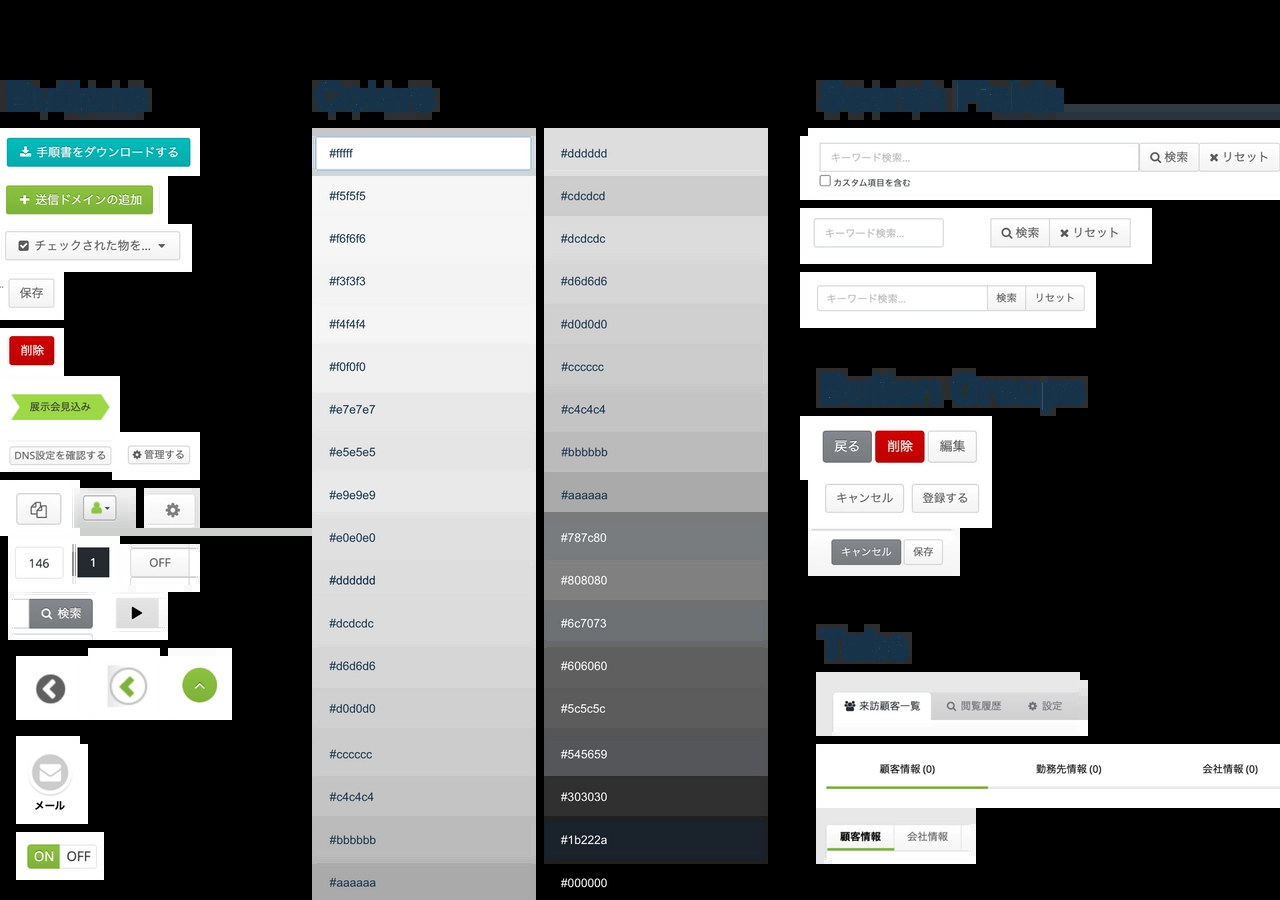 Buttons
手順書をダウンロードする
送信ドメインの追加
チェックされた物を...
保存
削除
展示会見込み
DNS設定を確認する
管理する
146
1
OFF
検索
メール
ON OFF
Colors
#fffff
#f5f5f5
#f6f6f6
#f3f3f3
#f4f4f4
#f0f0f0
#e7e7e7
#e5e5e5
#e9e9e9
#e0e0e0
#dddddd
#dcdcdc
#d6d6d6
#d0d0d0
#cccccc
#c4c4c4
#bbbbbb
#aaaaaa
#dddddd
#cdcdcd
#dcdcdc
#d6d6d6
#d0d0d0
#cccccc
#c4c4c4
#bbbbbb
#aaaaaa
#787c80
#808080
#6c7073
#606060
#5c5c5c
#545659
#303030
#1b222a
#000000
Search Fields
キーワード検索... 検索 リセット
カスタム項目を含む
キーワード検索... 検索 リセット
キーワード検索... 検索 リセット
Button Groups
戻る 削除 編集
キャンセル 登録する
キャンセル 保存
Tabs
来訪顧客一覧 閲覧履歴 設定
顧客情報 (0) 勤務先情報 (0) 会社情報 (0)
顧客情報 会社情報